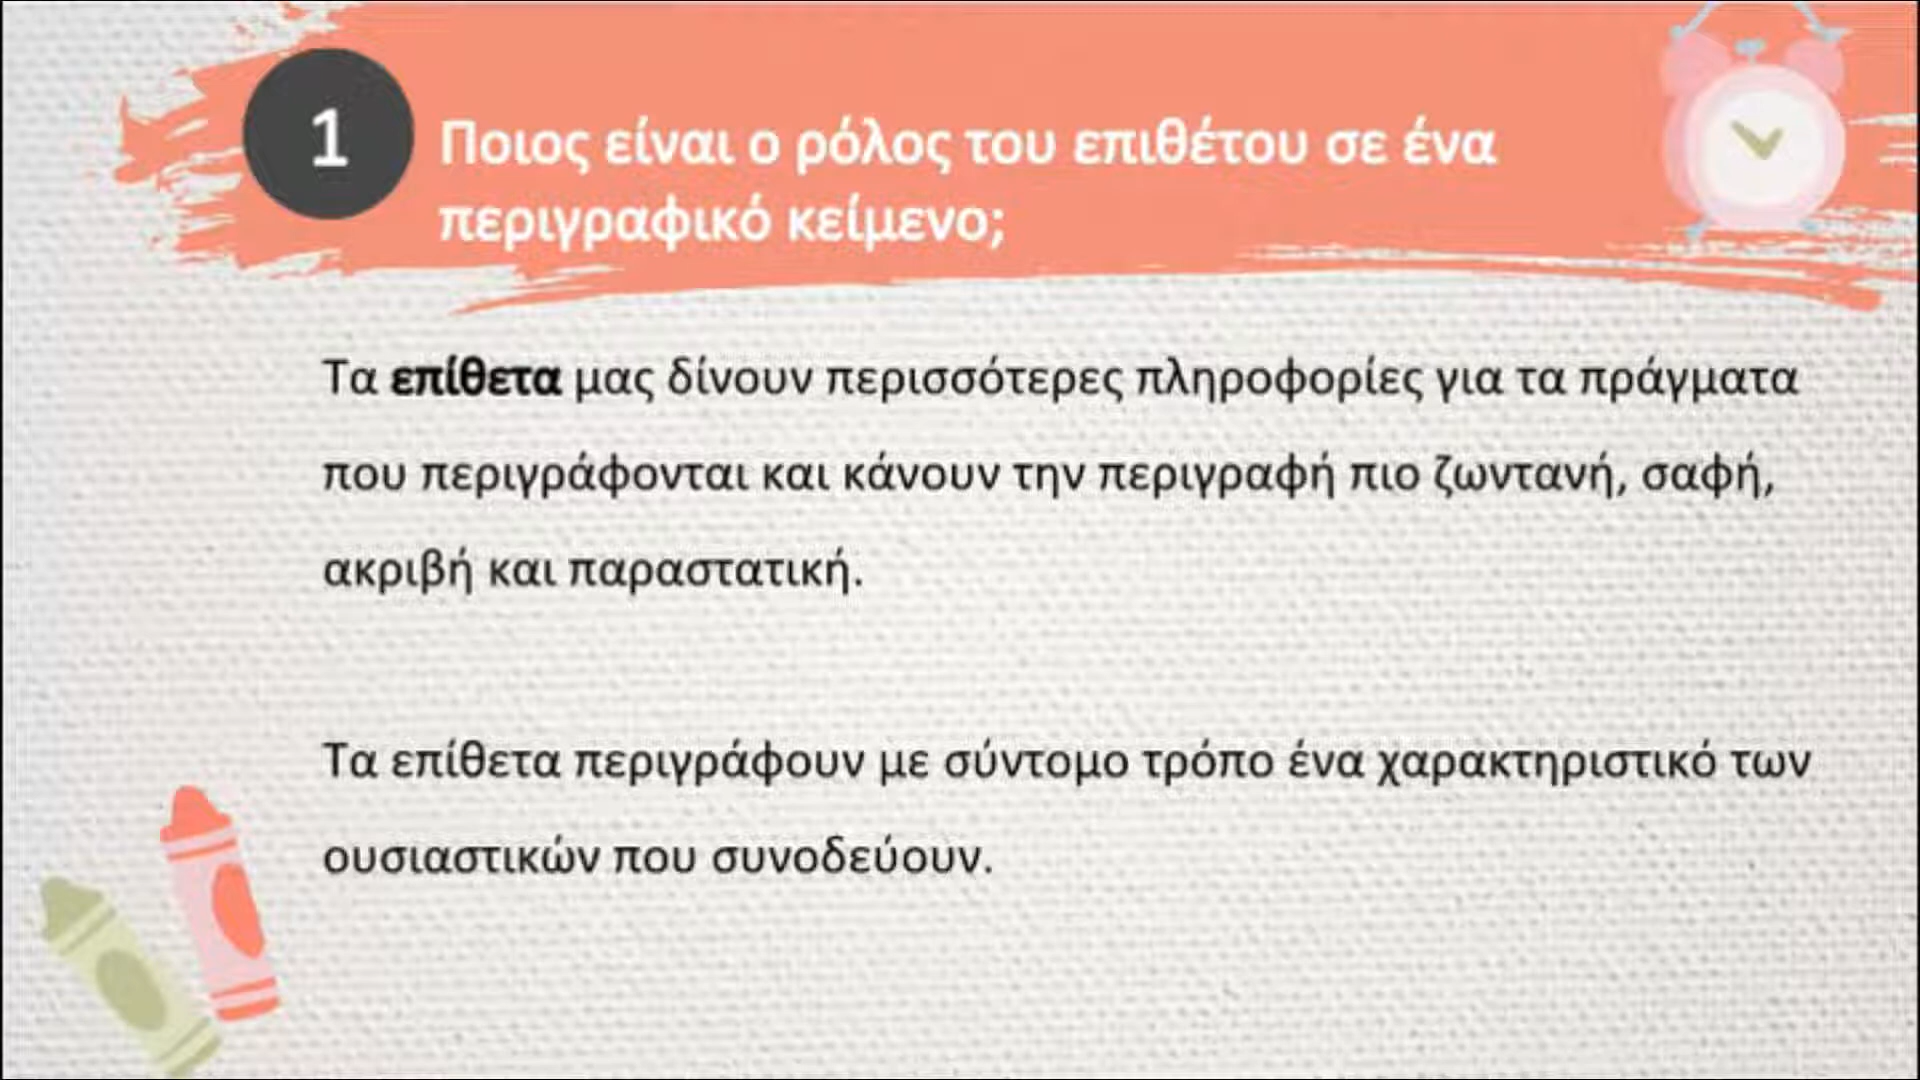 1
Ποιος είναι ο ρόλος του επιθέτου σε ένα
περιγραφικό κείμενο;
Τα επίθετα μας δίνουν περισσότερες πληροφορίες για τα πράγματα
που περιγράφονται και κάνουν την περιγραφή πιο ζωντανή, σαφή,
ακριβή και παραστατική.
Τα επίθετα περιγράφουν με σύντομο τρόπο ένα χαρακτηριστικό των
ουσιαστικών που συνοδεύουν.